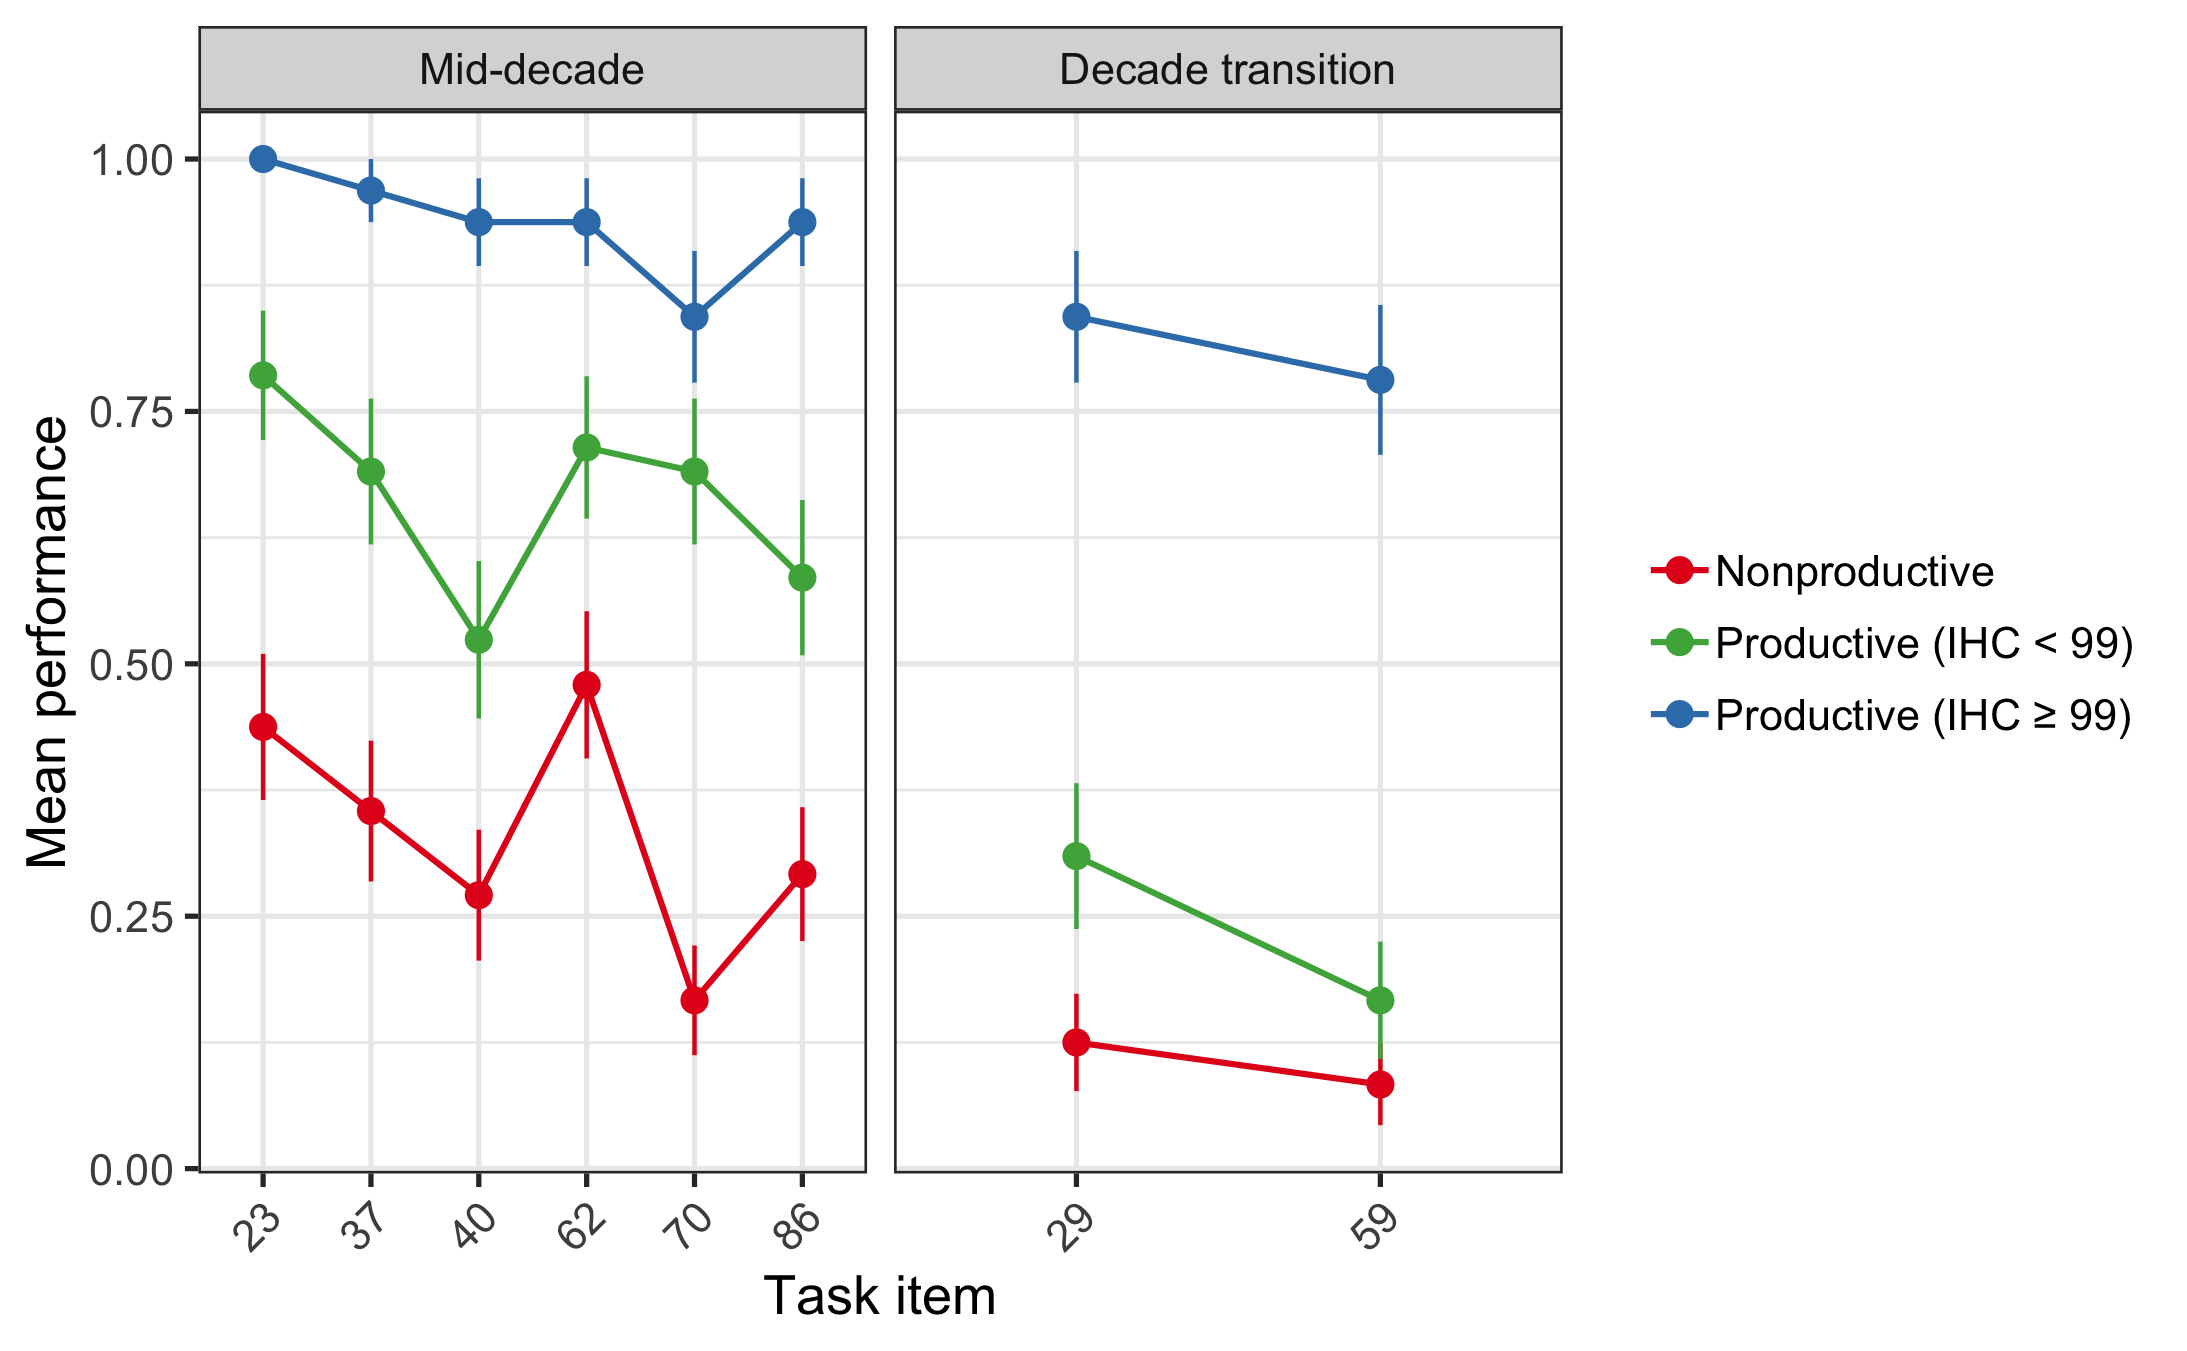 Mid-decade
Decade transition
1.00
0.75
0.50
0.25
0.00
Mean performance
23
37
40
62
70
86
29
59
Task item
Nonproductive
Productive (IHC < 99)
Productive (IHC ≥ 99)